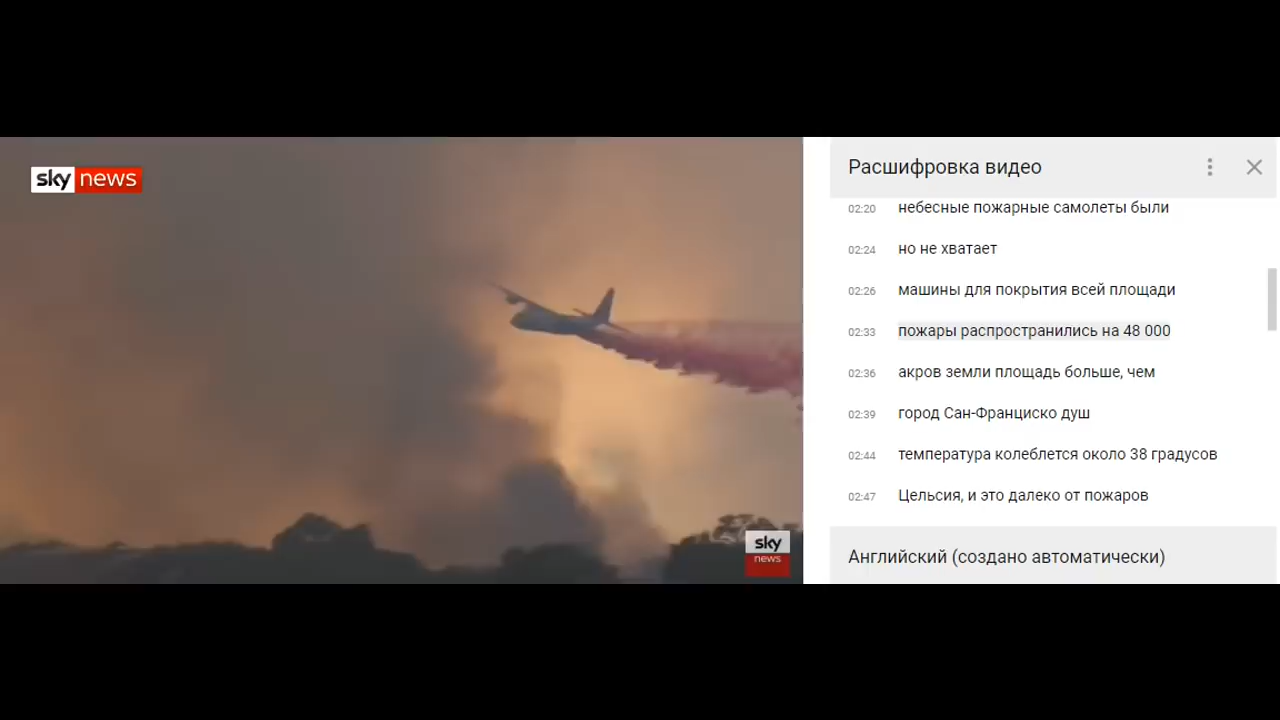 sky news
Расшифровка видео
02:20 небесные пожарные самолеты были
02:24 но не хватает
02:26 машины для покрытия всей площади
02:33 пожары распространились на 48 000
02:36 акров земли площадь больше, чем
02:39 город Сан-Франциско душ
02:44 температура колеблется около 38 градусов
02:47 Цельсия, и это далеко от пожаров
sky
news
Английский (создано автоматически)